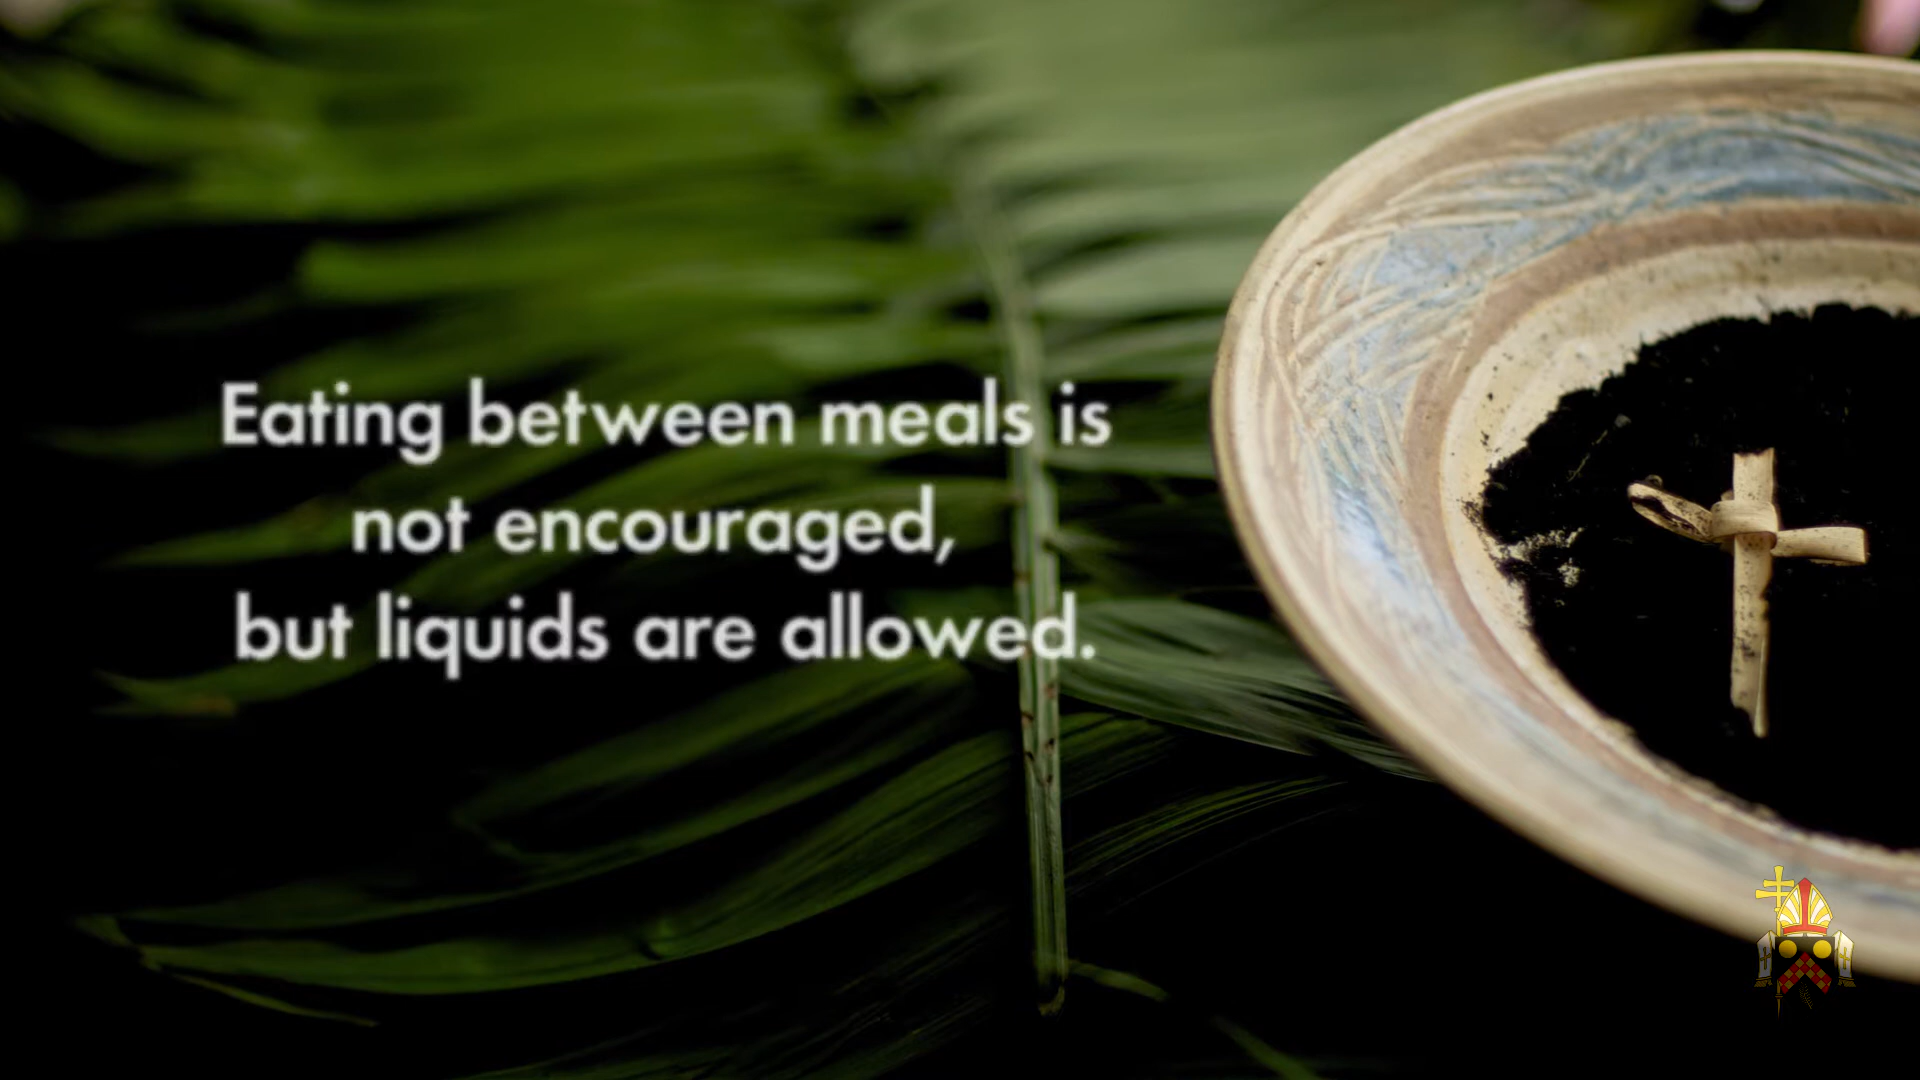 Eating between meals is
not encouraged,
but liquids are allowed.